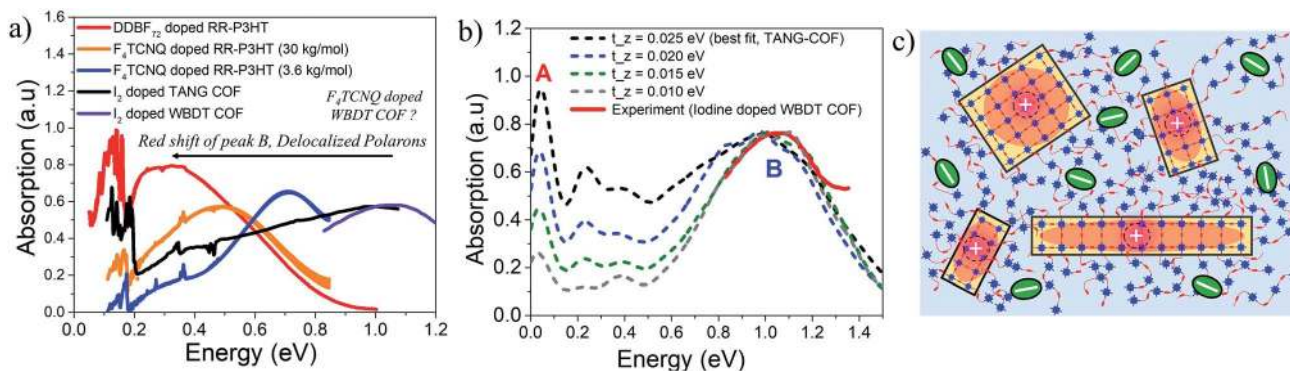 a)
DDBF72 doped RR-P3HT
F4TCNQ doped RR-P3HT (30 kg/mol)
F4TCNQ doped RR-P3HT (3.6 kg/mol)
I2 doped TANG COF
I2 doped WBDT COF
F4TCNQ doped
WBDT COF ?
Red shift of peak B, Delocalized Polarons
Absorption (a.u)
1.6
1.4
1.2
1.0
0.8
0.6
0.4
0.2
0.0
0.0 0.2 0.4 0.6 0.8 1.0 1.2
Energy (eV)
b)
t_z = 0.025 eV (best fit, TANG-COF)
t_z = 0.020 eV
t_z = 0.015 eV
t_z = 0.010 eV
Experiment (Iodine doped WBDT COF)
A
B
Absorption (a.u)
1.4
1.2
1.0
0.8
0.6
0.4
0.2
0.0
0.0 0.2 0.4 0.6 0.8 1.0 1.2 1.4
Energy (eV)
c)
+
+
+
+